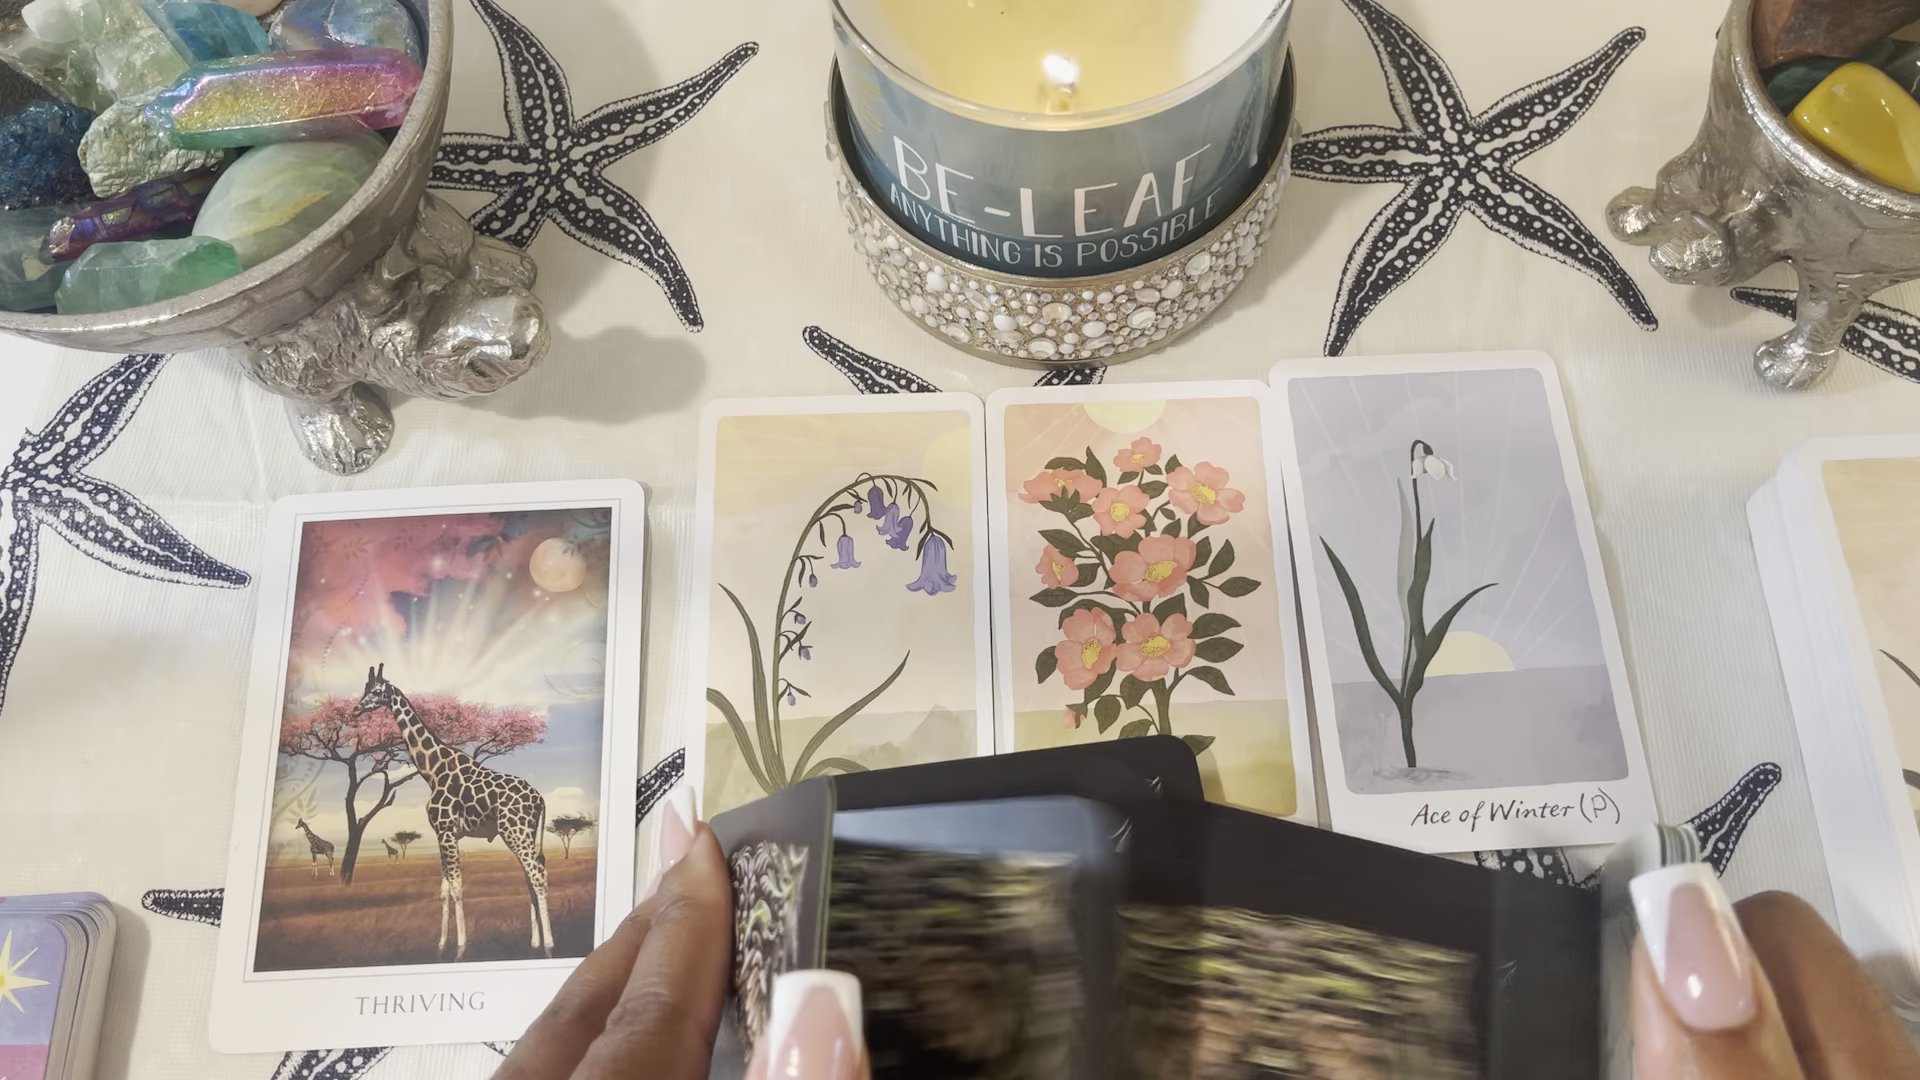 BE-LEAF
ANYTHING IS POSSIBLE
Ace of Winter (P)
THRIVING